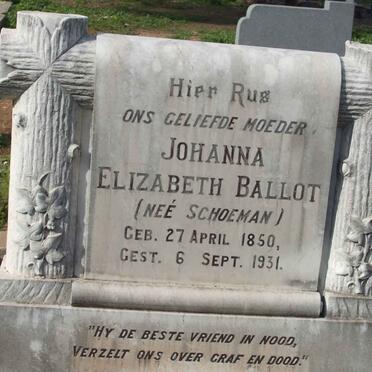 Hier Rus
ONS GELIEFDE MOEDER
JOHANNA
ELIZABETH BALLOT
(NEÉ SCHOEMAN)
GEB. 27 APRIL 1850,
GEST. 6 SEPT. 1931.
"HY DE BESTE VRIEND IN NOOD,
VERZELT ONS OVER GRAF EN DOOD."